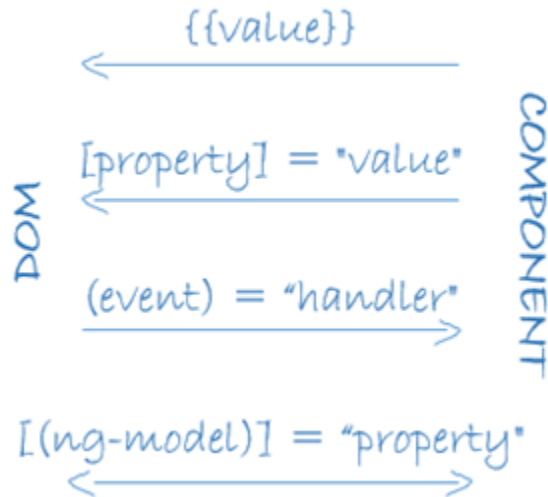 {{value}}
[property] = "value"
(event) = "handler"
[(ng-model)] = "property"
DOM
COMPONENT